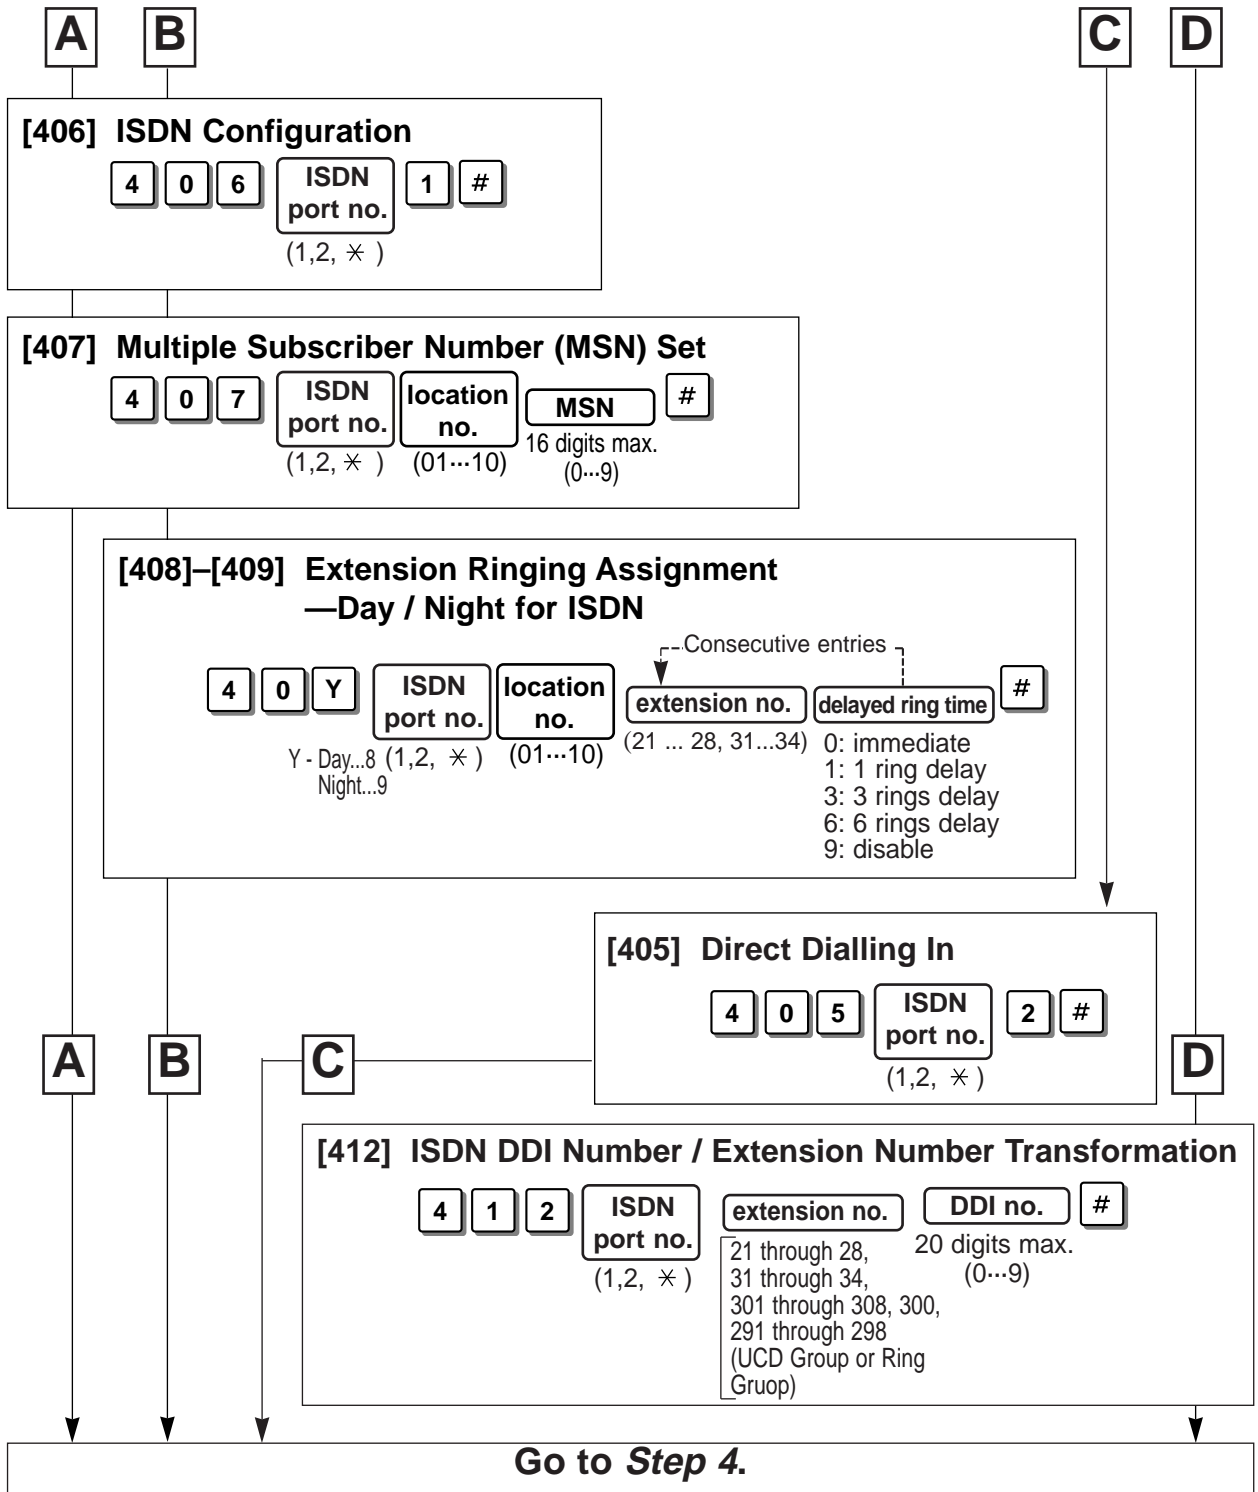 A B C D
[406] ISDN Configuration
4 0 6 ISDN port no. 1 #
(1,2, ✳ )
[407] Multiple Subscriber Number (MSN) Set
4 0 7 ISDN port no. location no. MSN #
(1,2, ✳ ) (01···10) 16 digits max.
(0···9)
[408]–[409] Extension Ringing Assignment
—Day / Night for ISDN
Consecutive entries
4 0 Y ISDN port no. location no. extension no. delayed ring time #
Y - Day...8 (1,2, ✳ ) (01···10) (21 ... 28, 31...34) 0: immediate
Night...9 1: 1 ring delay
3: 3 rings delay
6: 6 rings delay
9: disable
[405] Direct Dialling In
4 0 5 ISDN port no. 2 #
(1,2, ✳ )
A B C D
[412] ISDN DDI Number / Extension Number Transformation
4 1 2 ISDN port no. extension no. DDI no. #
(1,2, ✳ ) 21 through 28, 20 digits max.
31 through 34, (0···9)
301 through 308, 300,
291 through 298
(UCD Group or Ring
Gruop)
Go to Step 4.